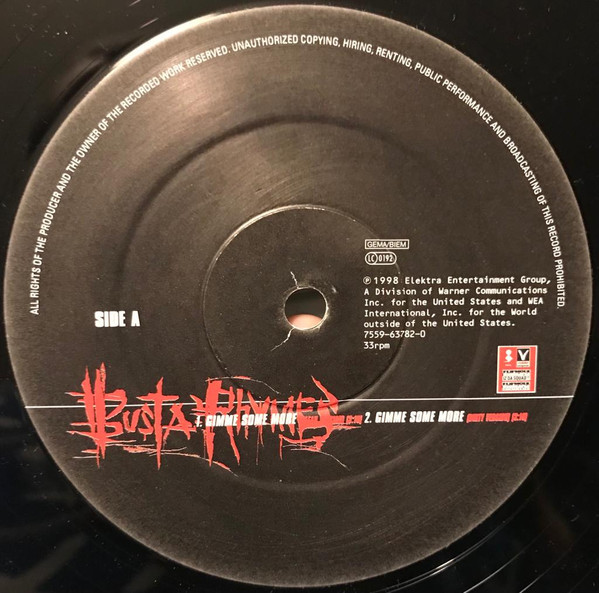 ALL RIGHTS OF THE PRODUCER AND THE OWNER OF THE RECORDED WORK RESERVED. UNAUTHORIZED COPYING, HIRING, RENTING, PUBLIC PERFORMANCE AND BROADCASTING OF THIS RECORD PROHIBITED.
GEMA/BIEM
LC 0192
℗ 1998 Elektra Entertainment Group,
A Division of Warner Communications
Inc. for the United States and WEA
International, Inc. for the World
outside of the United States.
7559-63782-0
33rpm
SIDE A
BUSTA RHYMES
1. GIMME SOME MORE 2. GIMME SOME MORE (DIRTY VERSION)